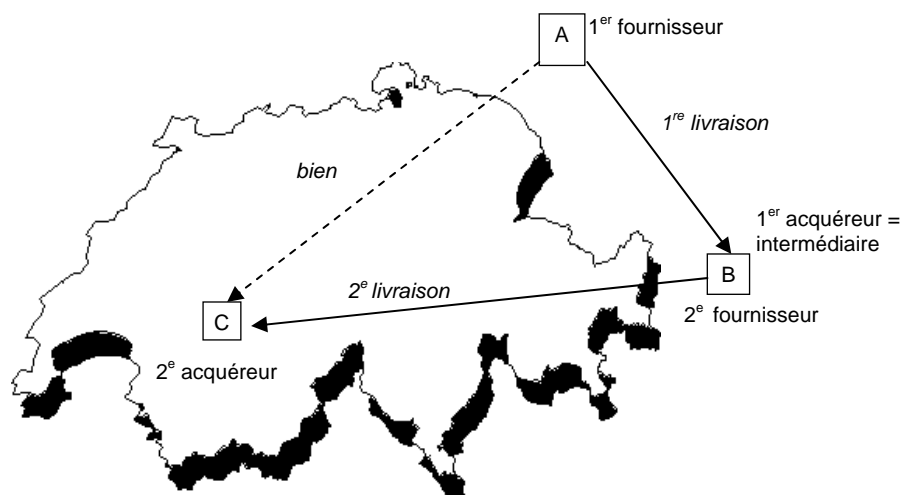 A
1er fournisseur
1re livraison
bien
1er acquéreur =
intermédiaire
B
2e livraison
2e fournisseur
C
2e acquéreur